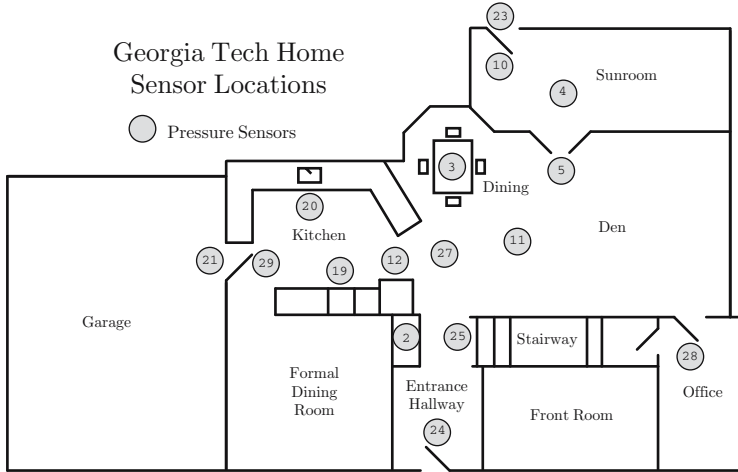 23
Georgia Tech Home
Sensor Locations
10
Sunroom
4
Pressure Sensors
3
5
Dining
20
Kitchen
Den
11
27
21
29
12
19
Garage
2
25
Stairway
28
Formal
Dining
Room
Entrance
Hallway
Office
Front Room
24